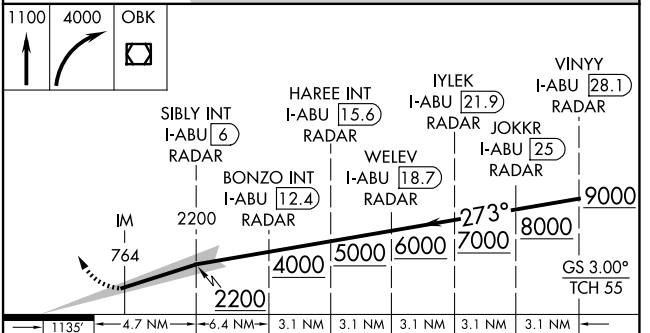 1100 4000 OBK
VINYY
I-ABU 28.1
RADAR
IYLEK
I-ABU 21.9
RADAR
HAREE INT
I-ABU 15.6
RADAR
SIBLY INT
I-ABU 6
RADAR
JOKKR
I-ABU 25
RADAR
WELEV
I-ABU 18.7
RADAR
BONZO INT
I-ABU 12.4
RADAR
IM
764
2200
2200
4000
5000
6000
7000
8000
9000
273°
GS 3.00°
TCH 55
1135' 4.7 NM 6.4 NM 3.1 NM 3.1 NM 3.1 NM 3.1 NM 3.1 NM